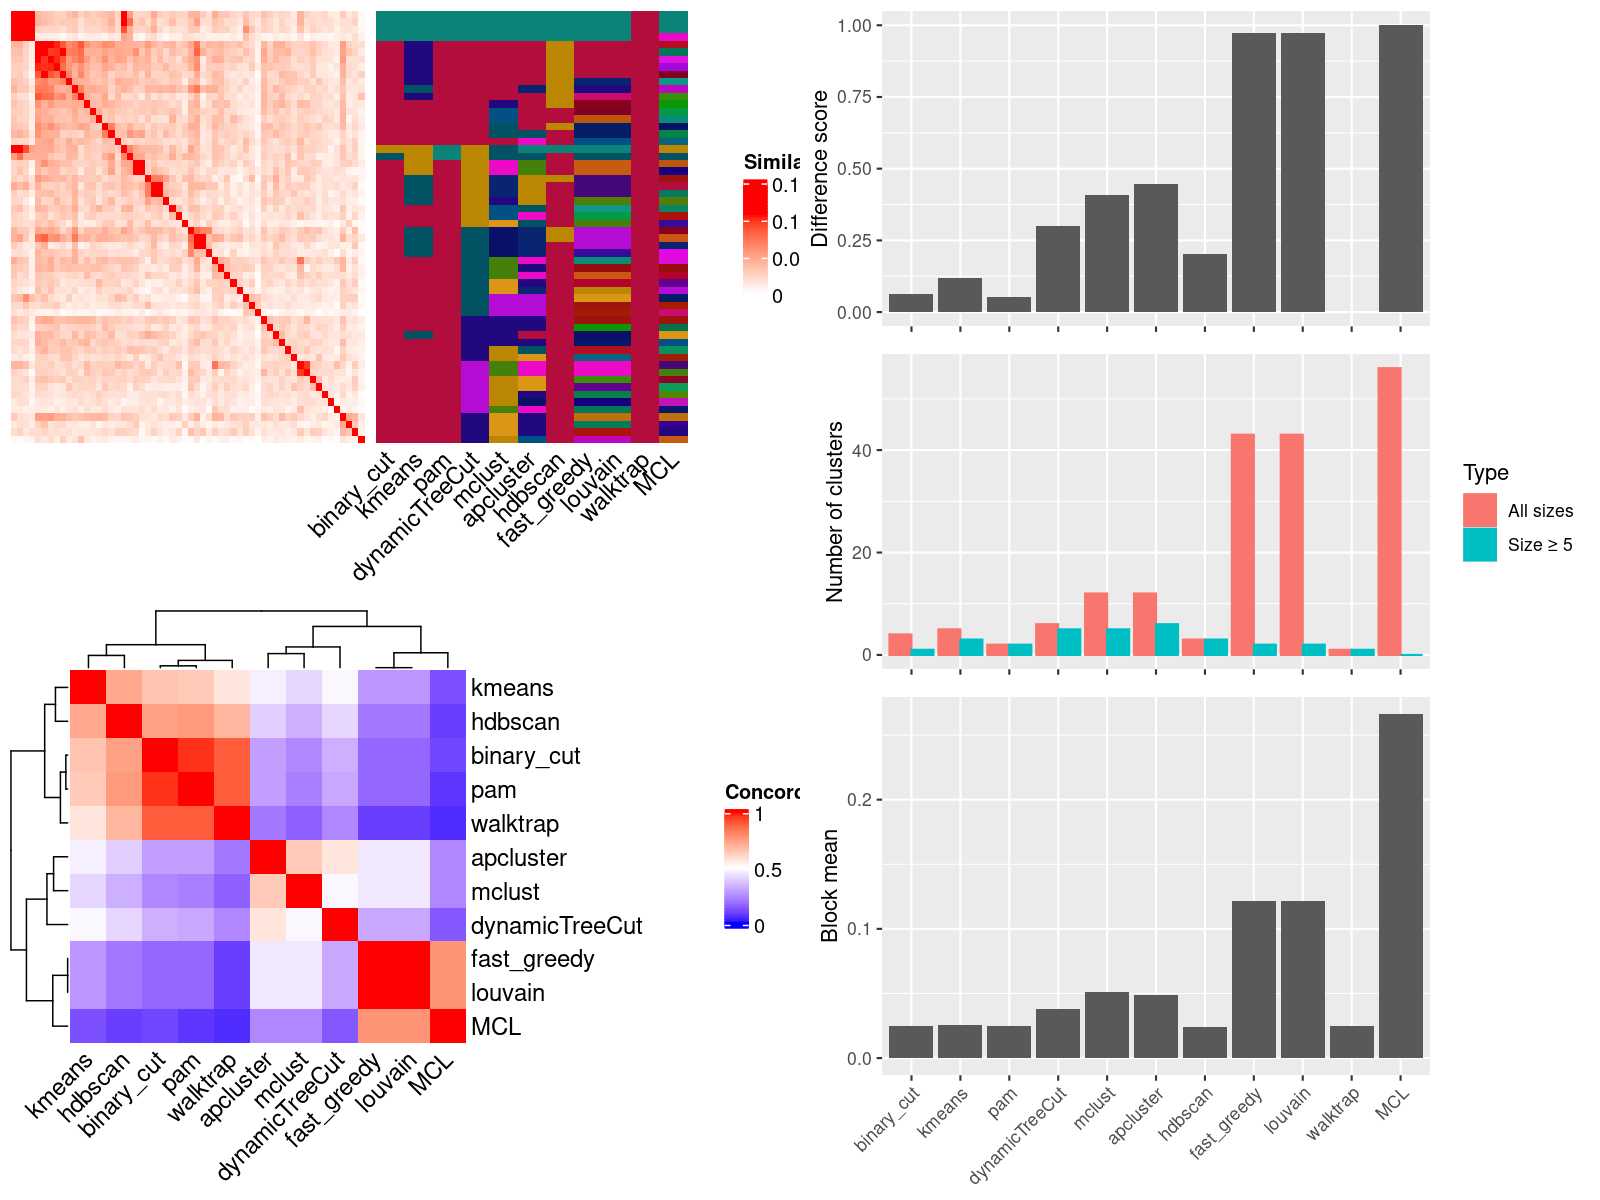 Simila
0.1
0.1
0.0
0
binary_cut
kmeans
pam
dynamicTreeCut
mclust
apcluster
hdbscan
fast_greedy
louvain
walktrap
MCL
Difference score
1.00
0.75
0.50
0.25
0.00
Number of clusters
40
20
0
Type
All sizes
Size ≥ 5
kmeans
hdbscan
binary_cut
pam
walktrap
apcluster
mclust
dynamicTreeCut
fast_greedy
louvain
MCL
kmeans
hdbscan
binary_cut
pam
walktrap
apcluster
mclust
dynamicTreeCut
fast_greedy
louvain
MCL
Concord
1
0.5
0
Block mean
0.2
0.1
0.0
binary_cut
kmeans
pam
dynamicTreeCut
mclust
apcluster
hdbscan
fast_greedy
louvain
walktrap
MCL